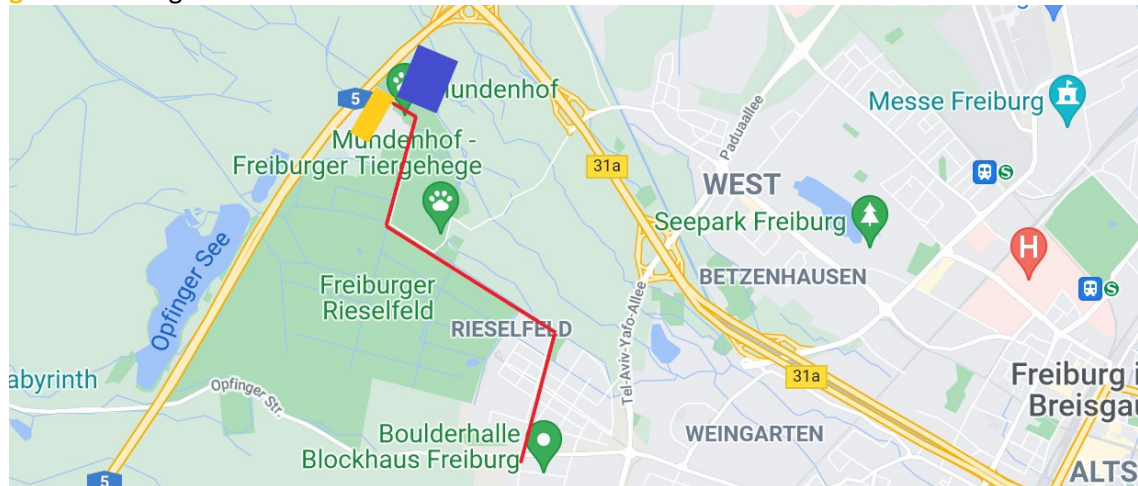 5
Mundenhof
Messe Freiburg
Mundenhof -
Freiburger Tiergehege
31a
Paduaallee
WEST
S
Seepark Freiburg
H
BETZENHAUSEN
Opfinger See
Freiburger
Rieselfeld
RIESELFELD
Tel-Aviv-Yafo-Allee
S
abyrinth
Opfinger Str.
31a
Freiburg i
Breisgau
Boulderhalle
Blockhaus Freiburg
WEINGARTEN
5
ALTS